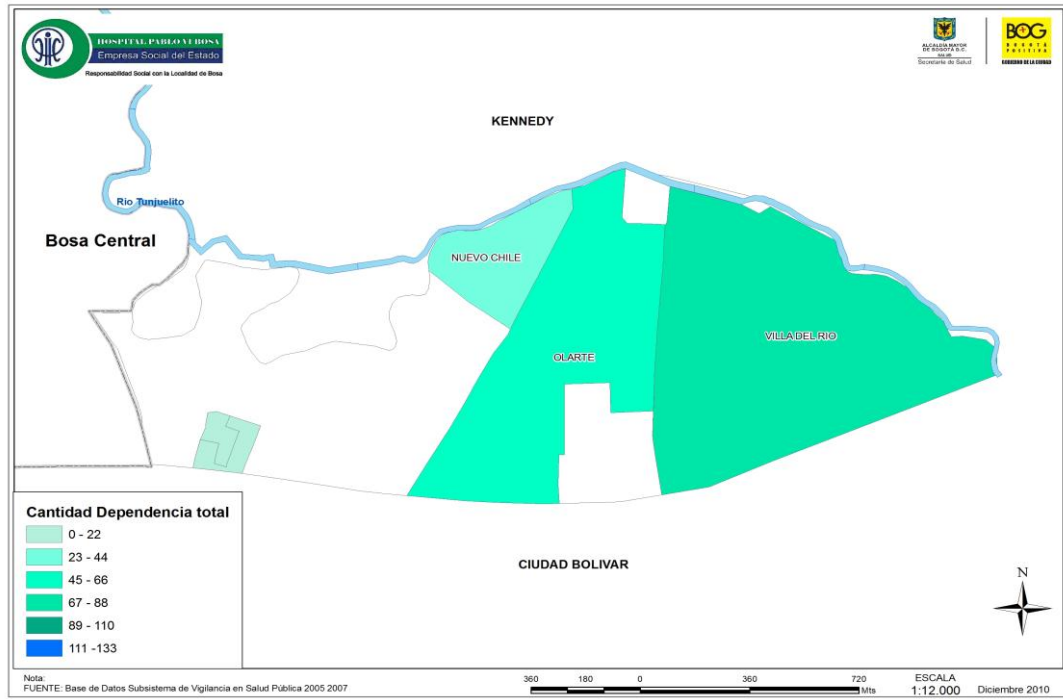 HOSPITAL PABLO VI BOSA
Empresa Social del Estado
Responsabilidad Social con la Localidad de Bosa
ALCALDÍA MAYOR
DE BOGOTÁ D.C.
Secretaría de Salud
BOG
BOGOTÁ
POSITIVA
GOBIERNO DE LA CIUDAD
KENNEDY
Río Tunjuelito
Bosa Central
NUEVO CHILE
OLARTE
VILLA DEL RIO
CIUDAD BOLIVAR
Cantidad Dependencia total
0 - 22
23 - 44
45 - 66
67 - 88
89 - 110
111 -133
N
Nota:
FUENTE: Base de Datos Subsistema de Vigilancia en Salud Pública 2005 2007
360 180 0 360 720
Mts
ESCALA
1:12.000
Diciembre 2010